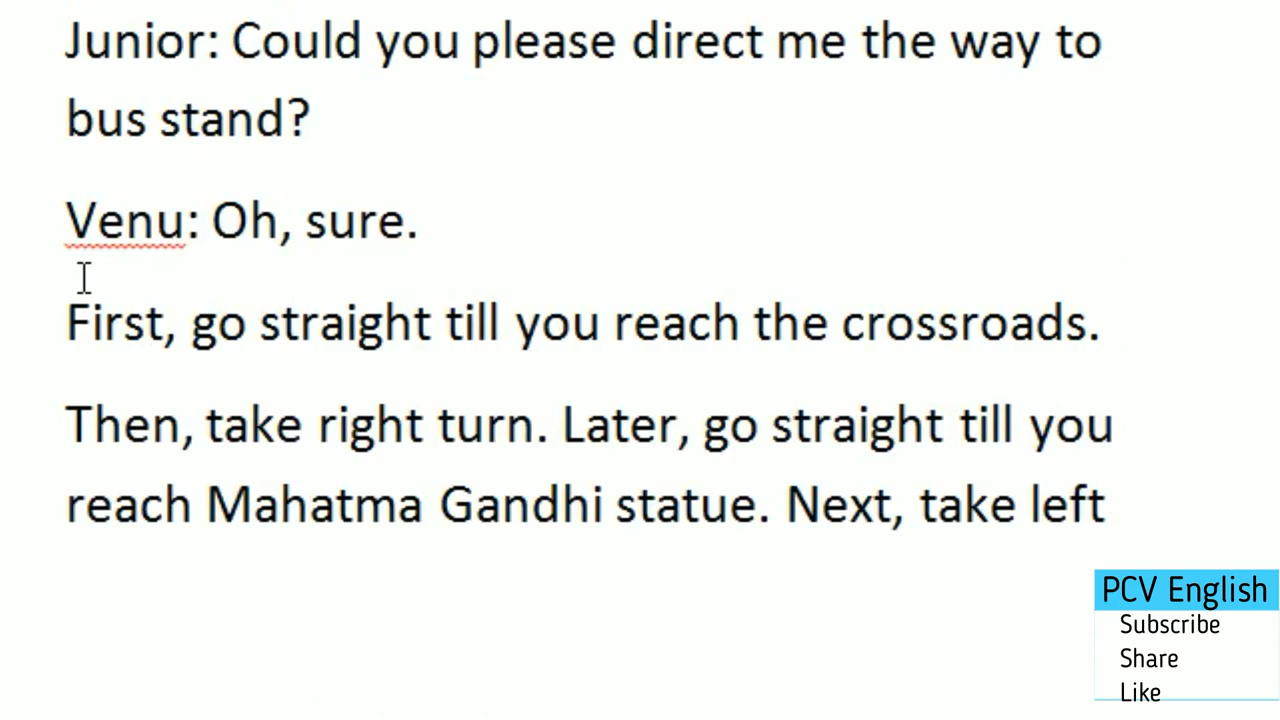 Junior: Could you please direct me the way to
bus stand?
Venu: Oh, sure.
First, go straight till you reach the crossroads.
Then, take right turn. Later, go straight till you
reach Mahatma Gandhi statue. Next, take left
PCV English
Subscribe
Share
Like